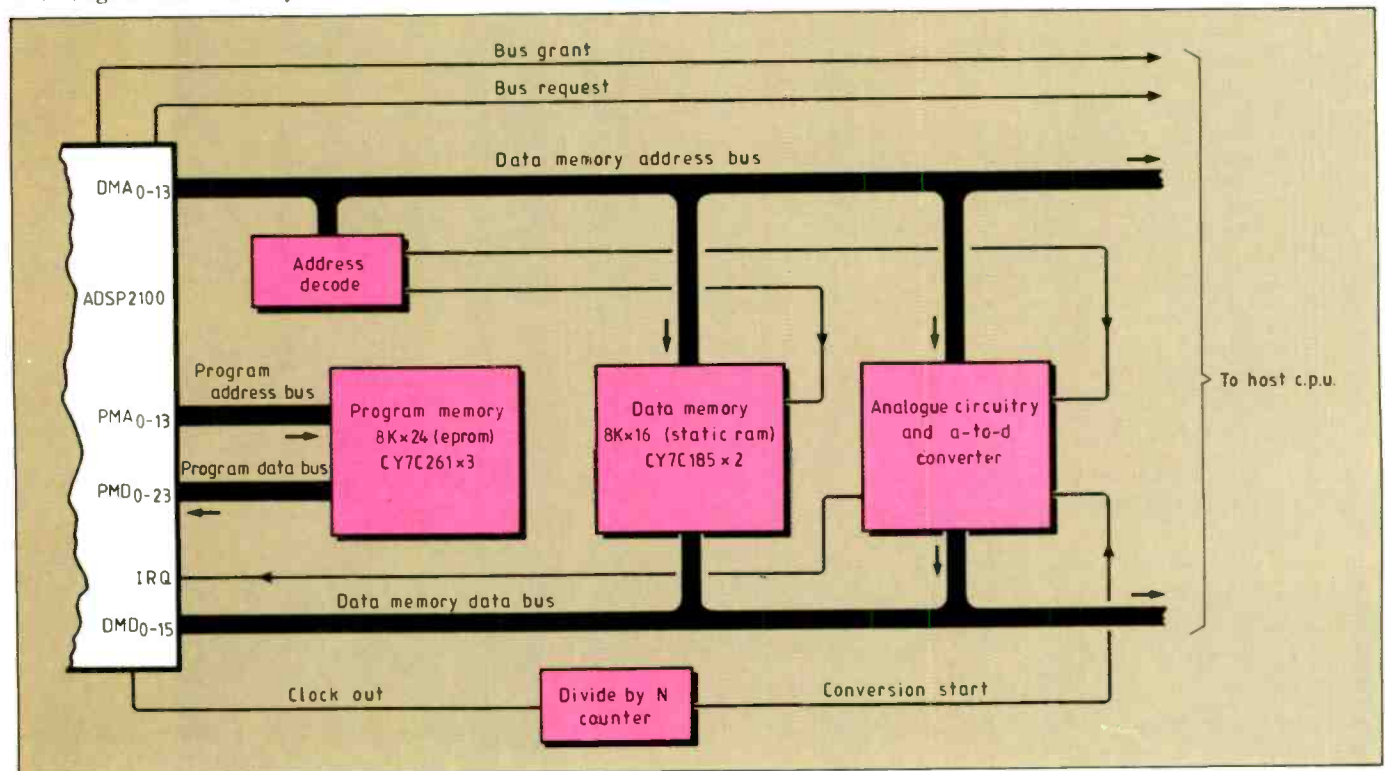 Bus grant
Bus request
Data memory address bus
DMA0-13
Address
decode
ADSP2100
Program
address bus
PMA0-13
Program memory
8K×24 (eprom)
CY7C261×3
Data memory
8K×16 (static ram)
CY7C185×2
Analogue circuitry
and a-to-d
converter
To host c.p.u.
Program data bus
PMD0-23
IRQ
Data memory data bus
DMD0-15
Clock out
Divide by N
counter
Conversion start